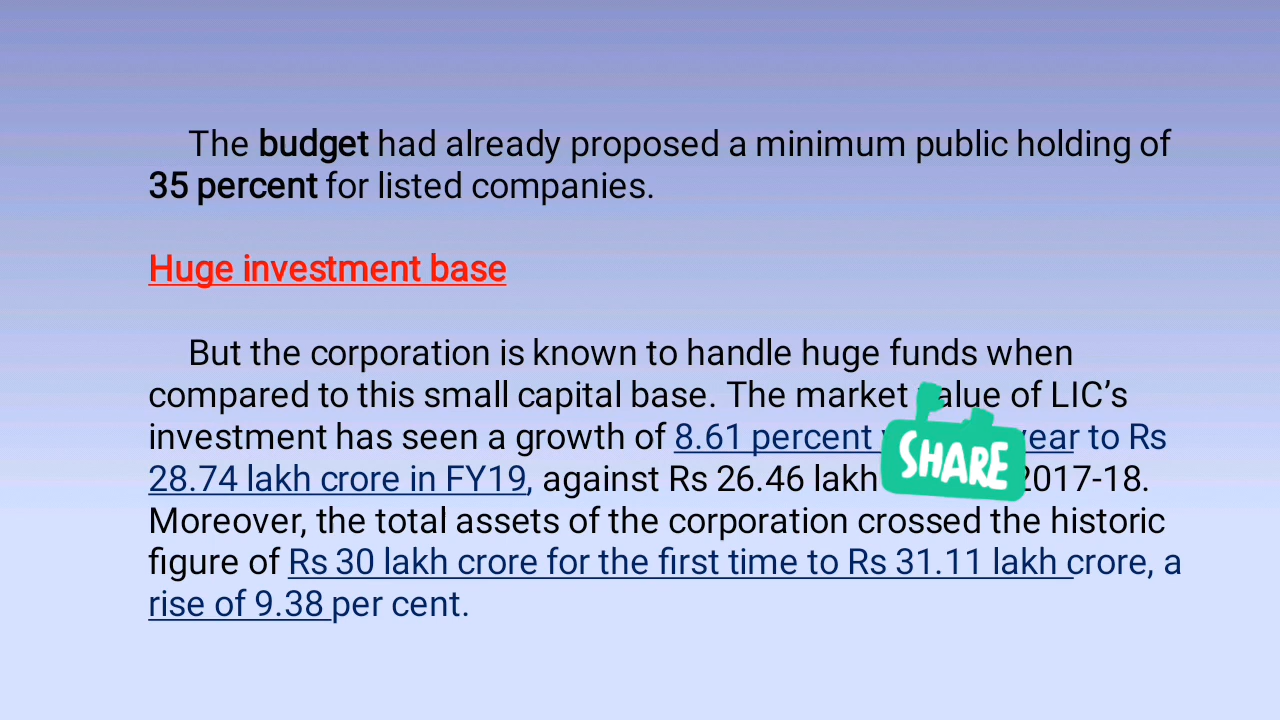 The budget had already proposed a minimum public holding of
35 percent for listed companies.
Huge investment base
But the corporation is known to handle huge funds when
compared to this small capital base. The market value of LIC’s
investment has seen a growth of 8.61 percent year to Rs
28.74 lakh crore in FY19, against Rs 26.46 lakh 2017-18.
SHARE
Moreover, the total assets of the corporation crossed the historic
figure of Rs 30 lakh crore for the first time to Rs 31.11 lakh crore, a
rise of 9.38 per cent.